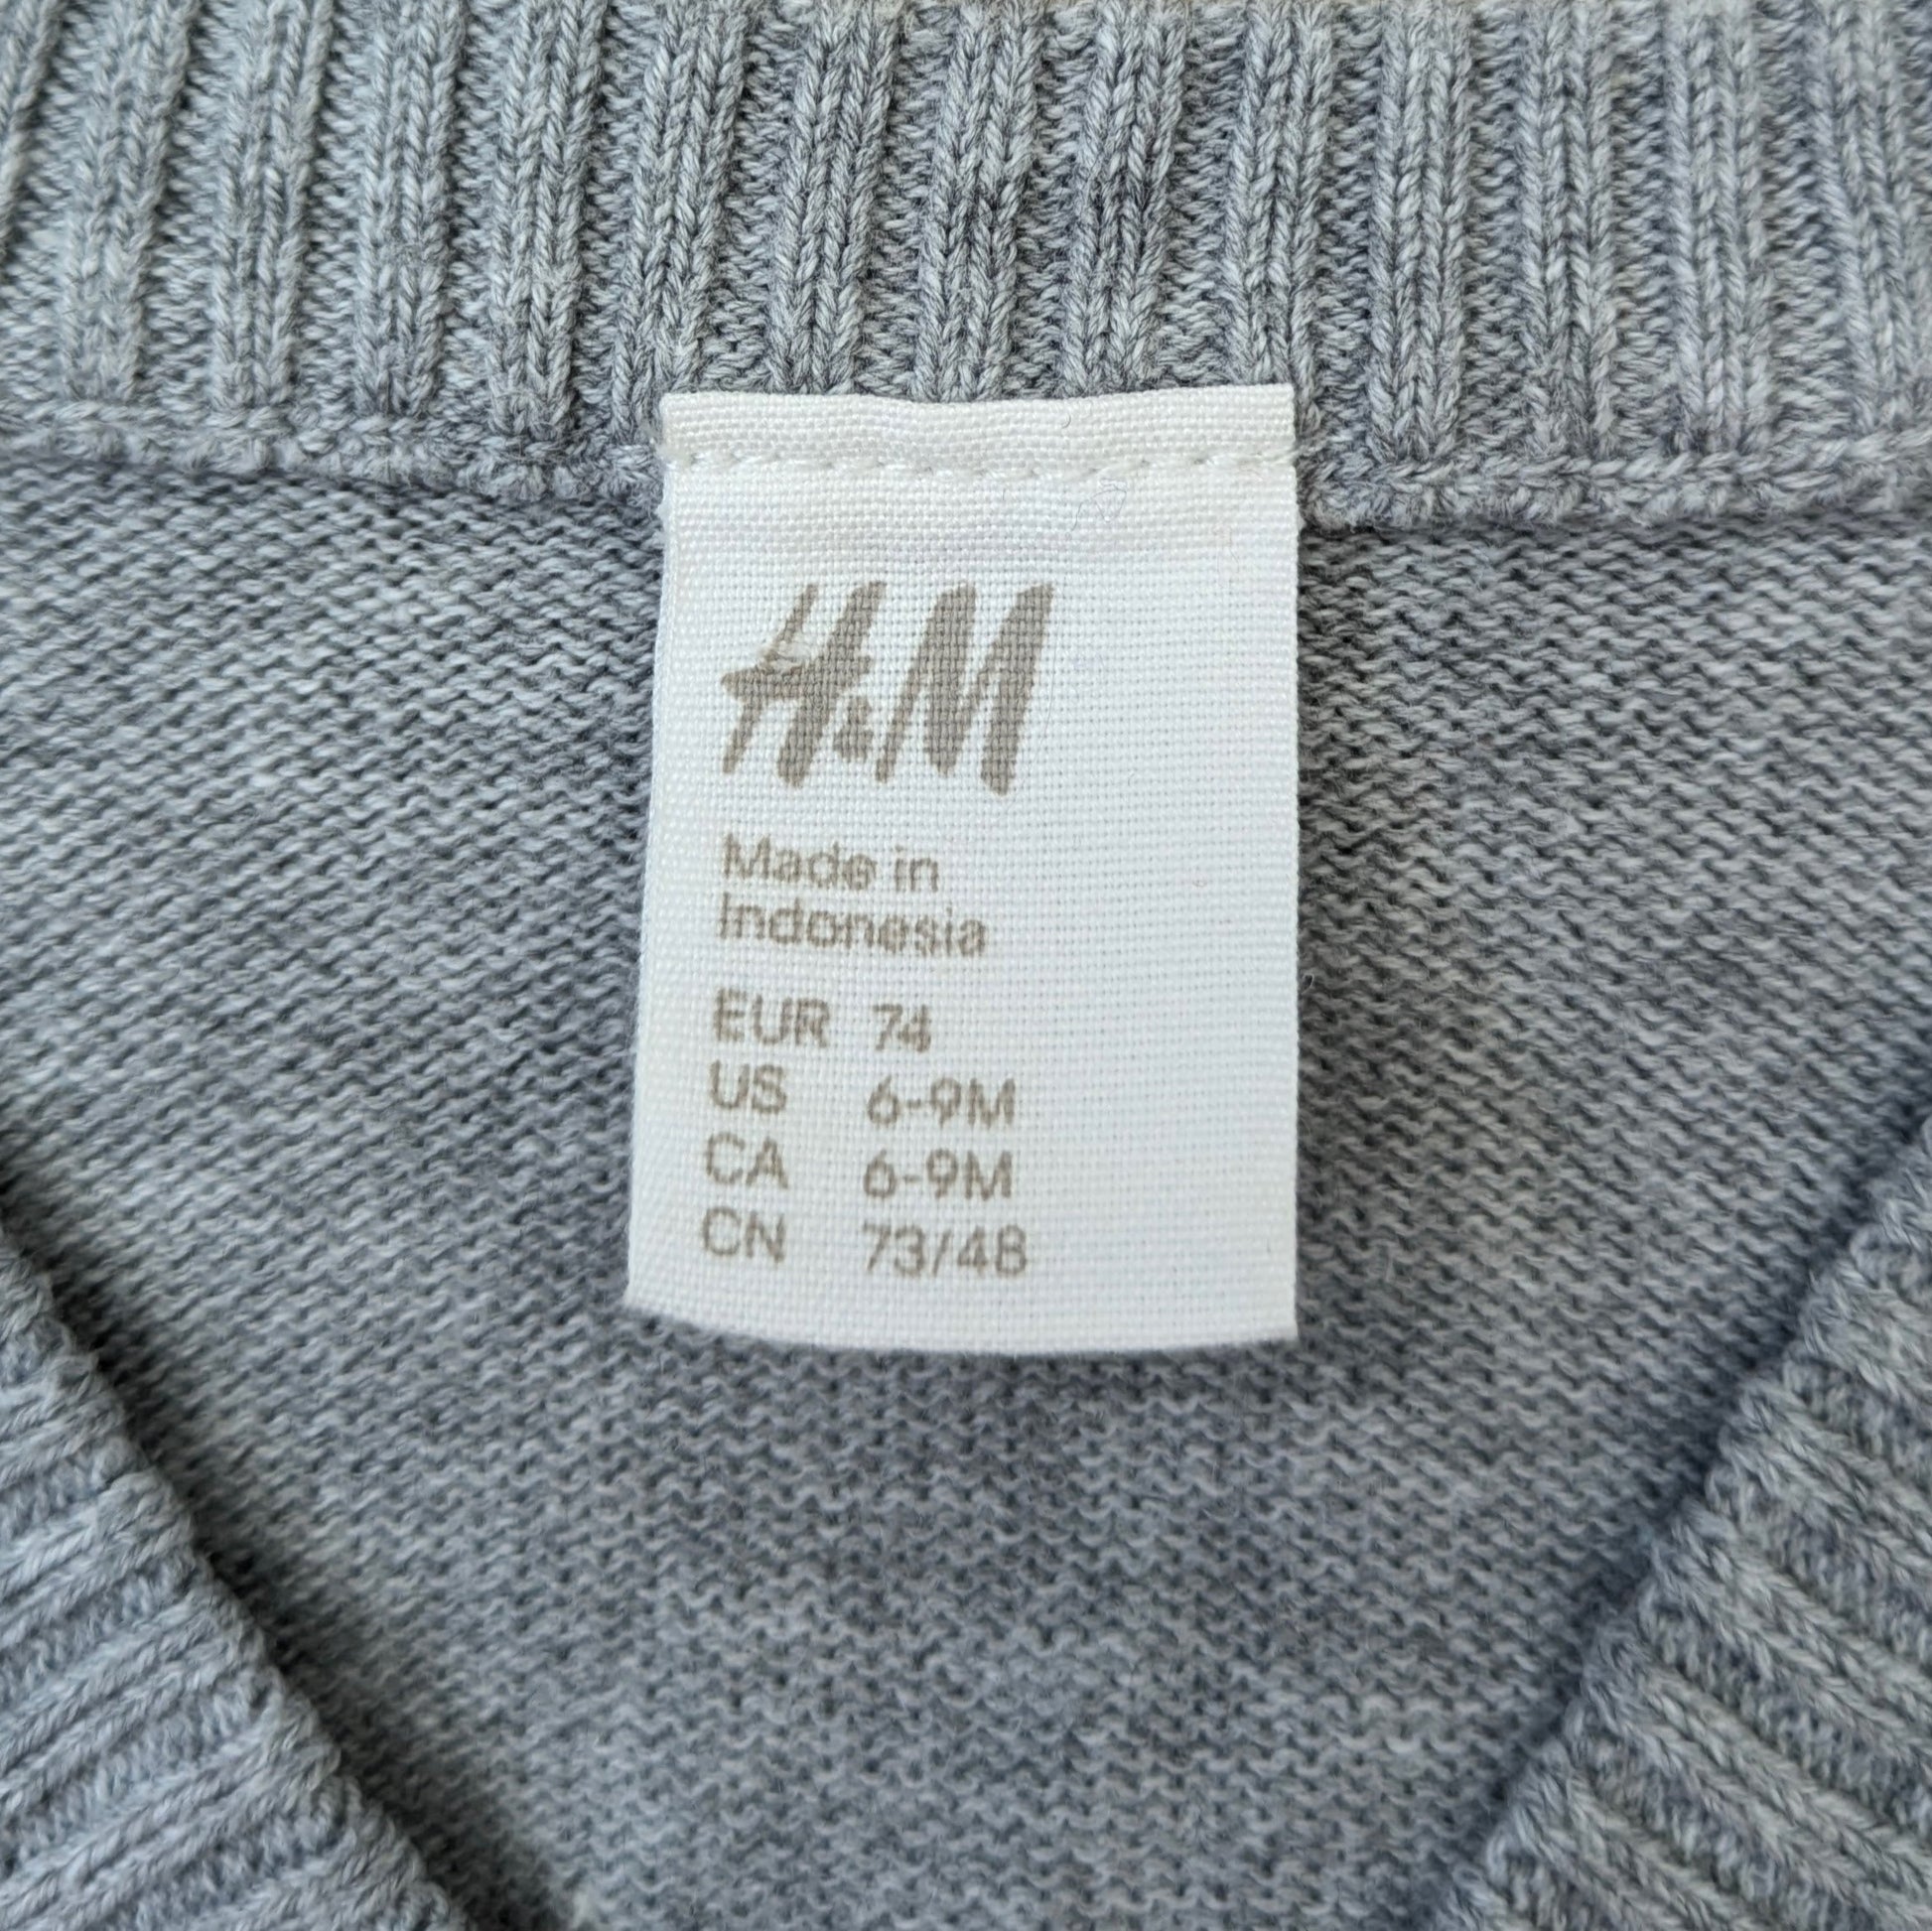 H&M
Made in
Indonesia
EUR 74
US 6-9M
CA 6-9M
CN 73/48